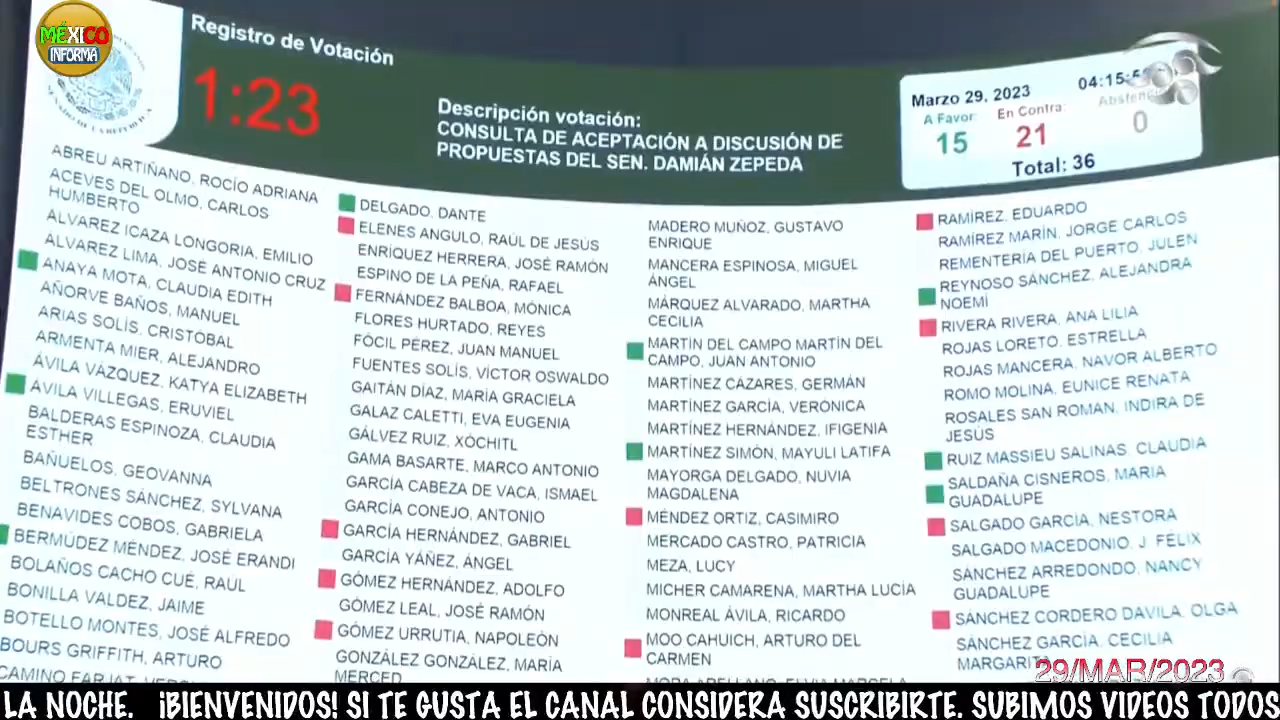 MÉXICO
INFORMA
Registro de Votación
1:23
Descripción votación:
CONSULTA DE ACEPTACIÓN A DISCUSIÓN DE
PROPUESTAS DEL SEN. DAMIÁN ZEPEDA
Marzo 29, 2023
A Favor:
En Contra:
15
21
0
Total: 36
ABREU ARTIÑANO, ROCÍO ADRIANA
ACEVES DEL OLMO, CARLOS
HUMBERTO
ÁLVAREZ ICAZA LONGORIA, EMILIO
ÁLVAREZ LIMA, JOSÉ ANTONIO CRUZ
ANAYA MOTA, CLAUDIA EDITH
AÑORVE BAÑOS, MANUEL
ARIAS SOLÍS, CRISTÓBAL
ARMENTA MIER, ALEJANDRO
ÁVILA VÁZQUEZ, KATYA ELIZABETH
ÁVILA VILLEGAS, ERUVIEL
BALDERAS ESPINOZA, CLAUDIA
ESTHER
BAÑUELOS, GEOVANNA
BELTRONES SÁNCHEZ, SYLVANA
BENAVIDES COBOS, GABRIELA
BERMÚDEZ MÉNDEZ, JOSÉ ERANDI
BOLAÑOS CACHO CUÉ, RAÚL
BONILLA VALDEZ, JAIME
BOTELLO MONTES, JOSÉ ALFREDO
BOURS GRIFFITH, ARTURO
DELGADO, DANTE
ELENES ANGULO, RAÚL DE JESÚS
ENRÍQUEZ HERRERA, JOSÉ RAMÓN
ESPINO DE LA PEÑA, RAFAEL
FERNÁNDEZ BALBOA, MÓNICA
FLORES HURTADO, REYES
FÓCIL PÉREZ, JUAN MANUEL
FUENTES SOLÍS, VÍCTOR OSWALDO
GAITÁN DÍAZ, MARÍA GRACIELA
GALAZ CALETTI, EVA EUGENIA
GÁLVEZ RUIZ, XÓCHITL
GAMA BASARTE, MARCO ANTONIO
GARCÍA CABEZA DE VACA, ISMAEL
GARCÍA CONEJO, ANTONIO
GARCÍA HERNÁNDEZ, GABRIEL
GARCÍA YÁÑEZ, ÁNGEL
GÓMEZ HERNÁNDEZ, ADOLFO
GÓMEZ LEAL, JOSÉ RAMÓN
GÓMEZ URRUTIA, NAPOLEÓN
GONZÁLEZ GONZÁLEZ, MARÍA
MERCED
MADERO MUÑOZ, GUSTAVO
ENRIQUE
MANCERA ESPINOSA, MIGUEL
ÁNGEL
MÁRQUEZ ALVARADO, MARTHA
CECILIA
MARTÍN DEL CAMPO MARTÍN DEL
CAMPO, JUAN ANTONIO
MARTÍNEZ CÁZARES, GERMÁN
MARTÍNEZ GARCÍA, VERÓNICA
MARTÍNEZ HERNÁNDEZ, IFIGENIA
MARTÍNEZ SIMÓN, MAYULI LATIFA
MAYORGA DELGADO, NUVIA
MAGDALENA
MÉNDEZ ORTIZ, CASIMIRO
MERCADO CASTRO, PATRICIA
MEZA, LUCY
MICHER CAMARENA, MARTHA LUCÍA
MONREAL ÁVILA, RICARDO
MOO CAHUICH, ARTURO DEL
CARMEN
RAMÍREZ, EDUARDO
RAMÍREZ MARÍN, JORGE CARLOS
REMENTERÍA DEL PUERTO, JULEN
REYNOSO SÁNCHEZ, ALEJANDRA
NOEMÍ
RIVERA RIVERA, ANA LILIA
ROJAS LORETO, ESTRELLA
ROJAS MANCERA, NAVOR ALBERTO
ROMO MOLINA, EUNICE RENATA
ROSALES SAN ROMAN, INDIRA DE
JESÚS
RUIZ MASSIEU SALINAS, CLAUDIA
SALDAÑA CISNEROS, MARIA
GUADALUPE
SALGADO GARCÍA, NESTORA
SALGADO MACEDONIO, J. FÉLIX
SÁNCHEZ ARREDONDO, NANCY
GUADALUPE
SÁNCHEZ CORDERO DÁVILA, OLGA
SÁNCHEZ GARCÍA, CECILIA
29/MAR/2023
LA NOCHE. ¡BIENVENIDOS! SI TE GUSTA EL CANAL CONSIDERA SUSCRIBIRTE. SUBIMOS VIDEOS TODOS